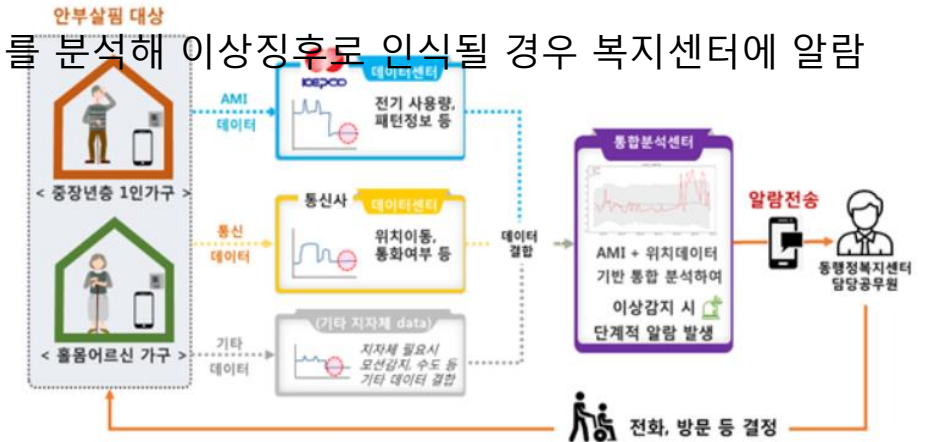 안부살핌 대상
를 분석해 이상징후로 인식될 경우 복지센터에 알람
KEPCO
데이터센터
AMI
데이터
전기 사용량,
패턴정보 등
< 중장년층 1인가구 >
통신사
데이터센터
통신
데이터
위치이동,
통화여부 등
(기타 지자체 data)
기타
데이터
지자체 필요시
모션감지, 수도 등
기타 데이터 결합
< 홀몸어르신 가구 >
데이터
결합
통합분석센터
AMI + 위치데이터
기반 통합 분석하여
이상감지 시
단계적 알람 발생
알람전송
동행정복지센터
담당공무원
전화, 방문 등 결정